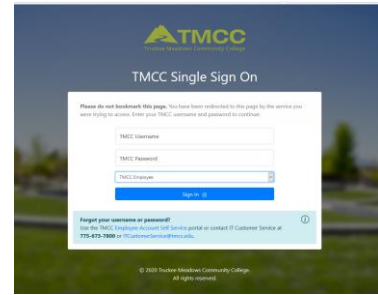 TMCC
Truckee Meadows Community College
TMCC Single Sign On
Please do not bookmark this page. You have been redirected to this page by the service you
were trying to access. Enter your TMCC username and password to continue.
TMCC Username
TMCC Password
TMCC Employee
Sign In
Forgot your username or password?
Use the TMCC Employee Account Self Service portal or contact IT Customer Service at
775-673-7800 or ITCustomerService@tmcc.edu.
© 2020 Truckee Meadows Community College.
All rights reserved.